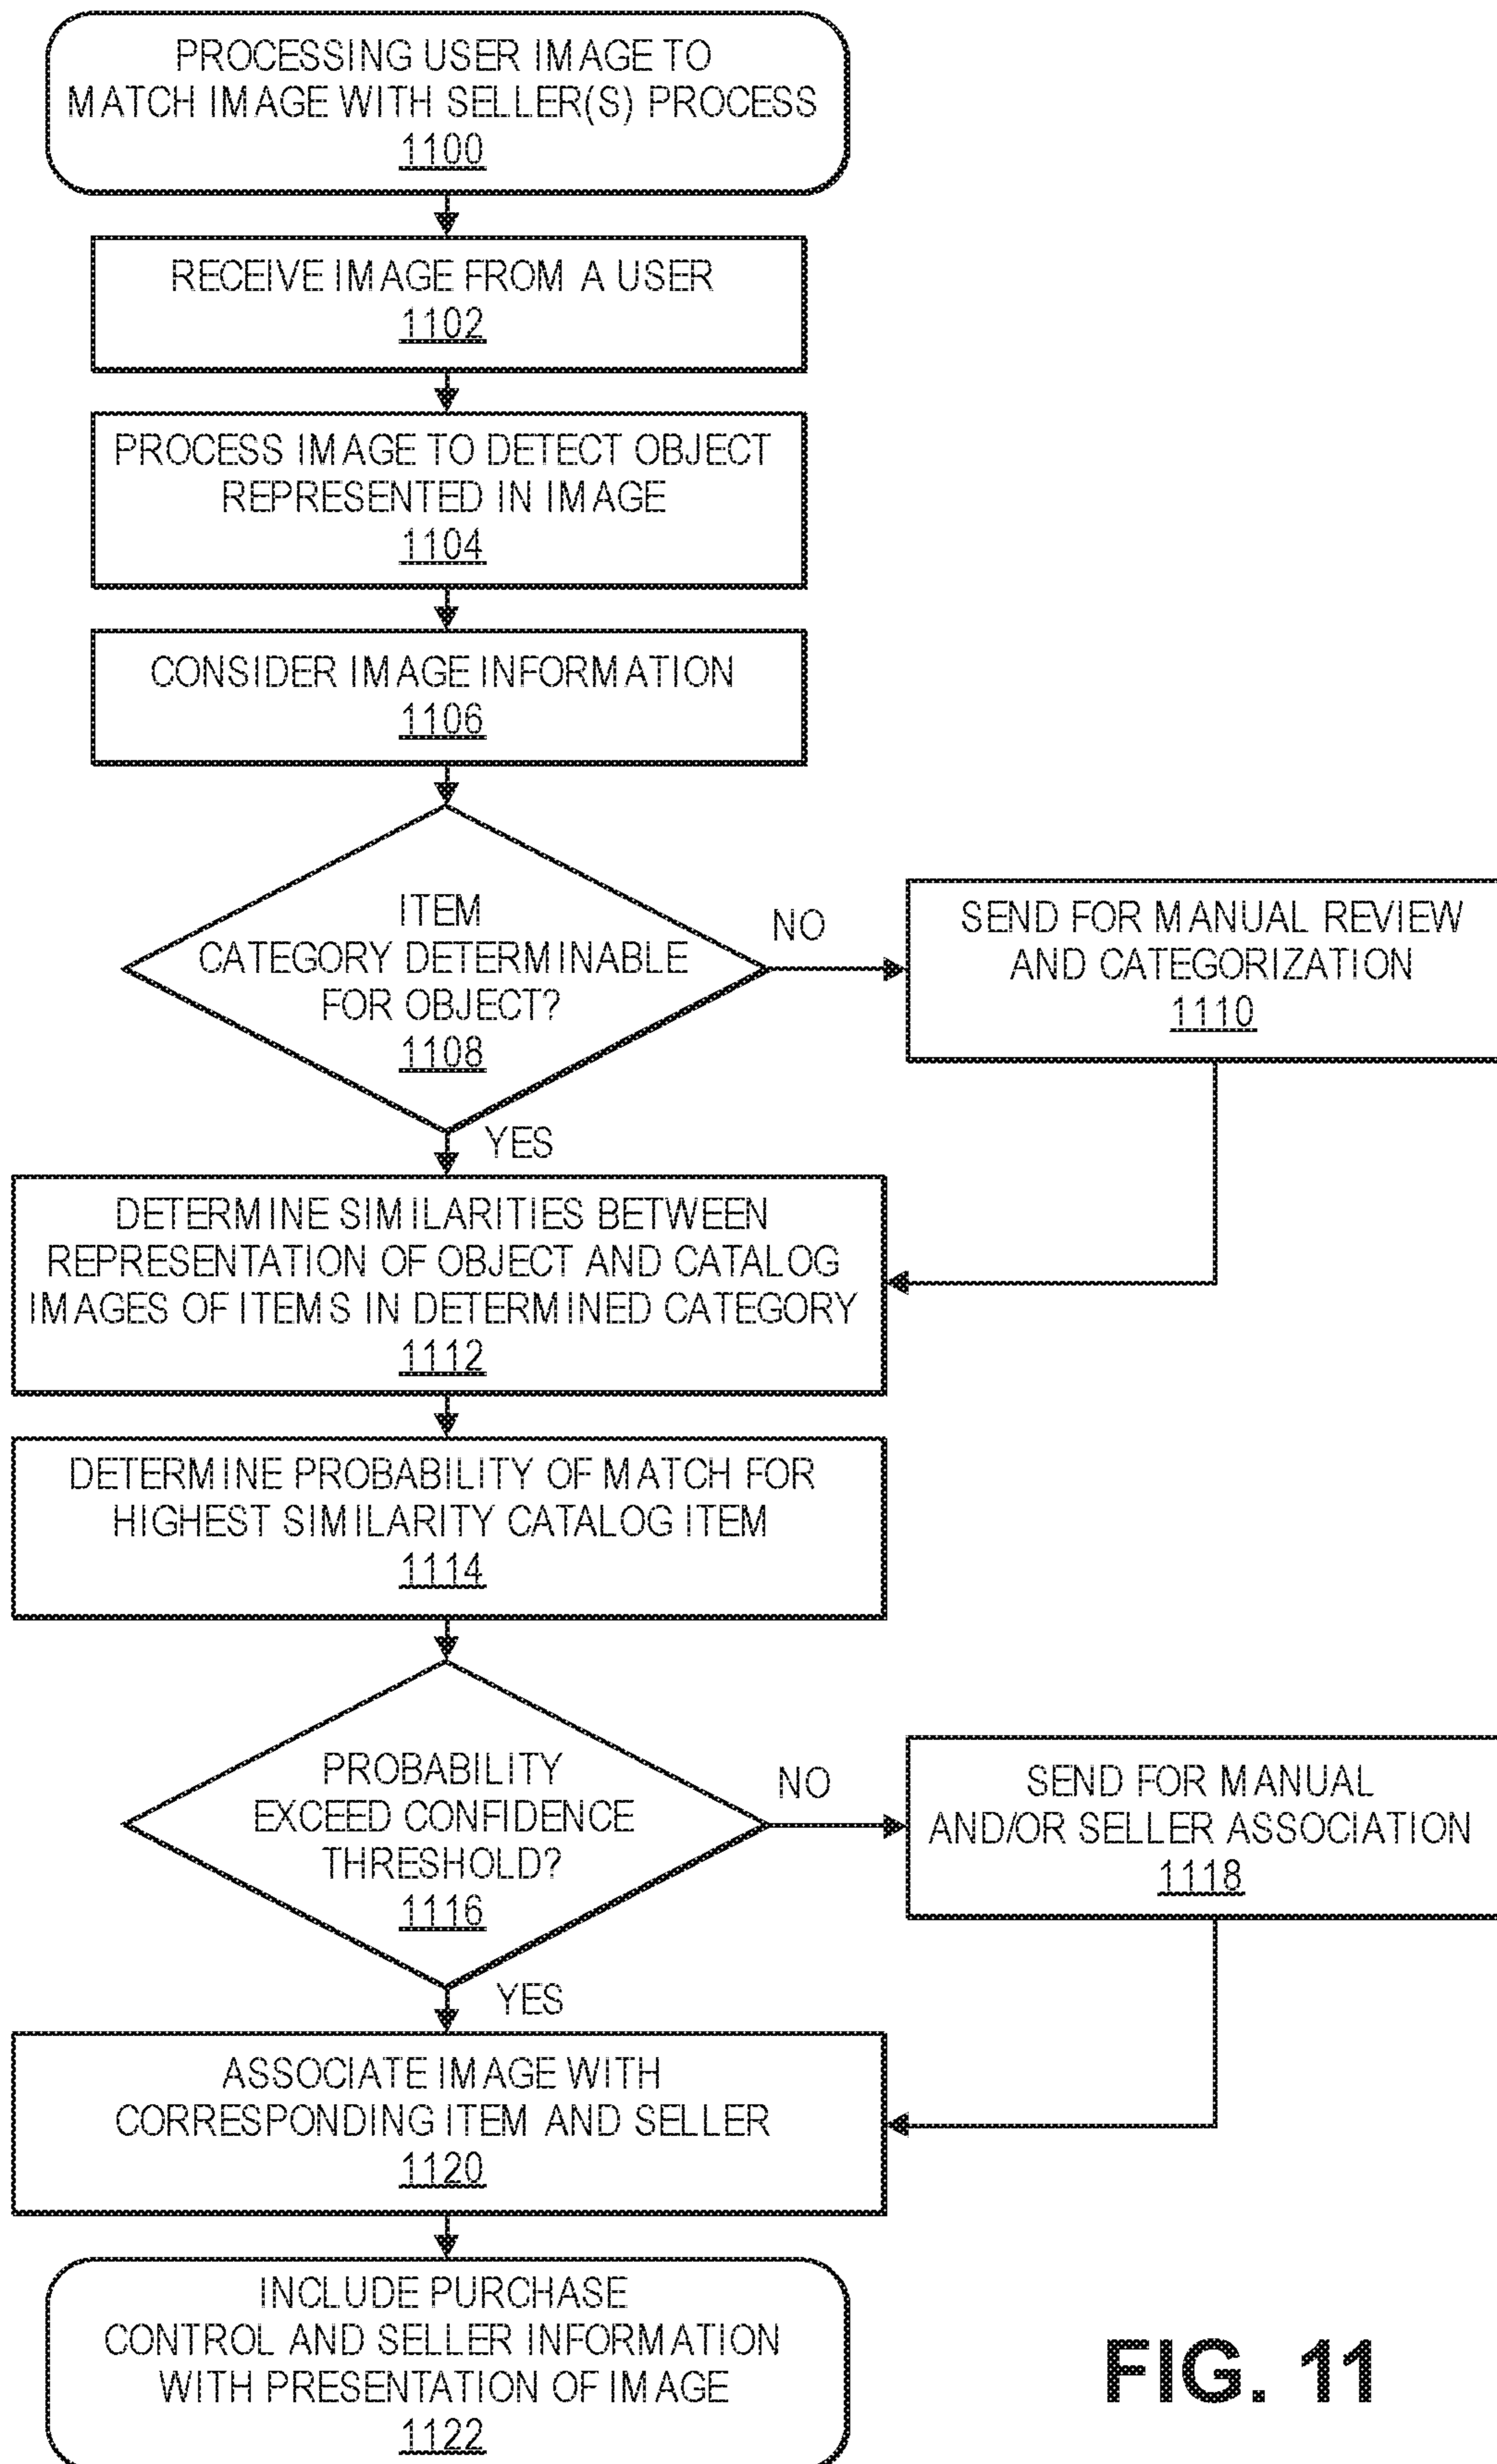 PROCESSING USER IMAGE TO
MATCH IMAGE WITH SELLER(S) PROCESS
1100
RECEIVE IMAGE FROM A USER
1102
PROCESS IMAGE TO DETECT OBJECT
REPRESENTED IN IMAGE
1104
CONSIDER IMAGE INFORMATION
1106
ITEM
CATEGORY DETERMINABLE
FOR OBJECT?
1108
NO
SEND FOR MANUAL REVIEW
AND CATEGORIZATION
1110
YES
DETERMINE SIMILARITIES BETWEEN
REPRESENTATION OF OBJECT AND CATALOG
IMAGES OF ITEMS IN DETERMINED CATEGORY
1112
DETERMINE PROBABILITY OF MATCH FOR
HIGHEST SIMILARITY CATALOG ITEM
1114
PROBABILITY
EXCEED CONFIDENCE
THRESHOLD?
1116
NO
SEND FOR MANUAL
AND/OR SELLER ASSOCIATION
1118
YES
ASSOCIATE IMAGE WITH
CORRESPONDING ITEM AND SELLER
1120
INCLUDE PURCHASE
CONTROL AND SELLER INFORMATION
WITH PRESENTATION OF IMAGE
1122
FIG. 11